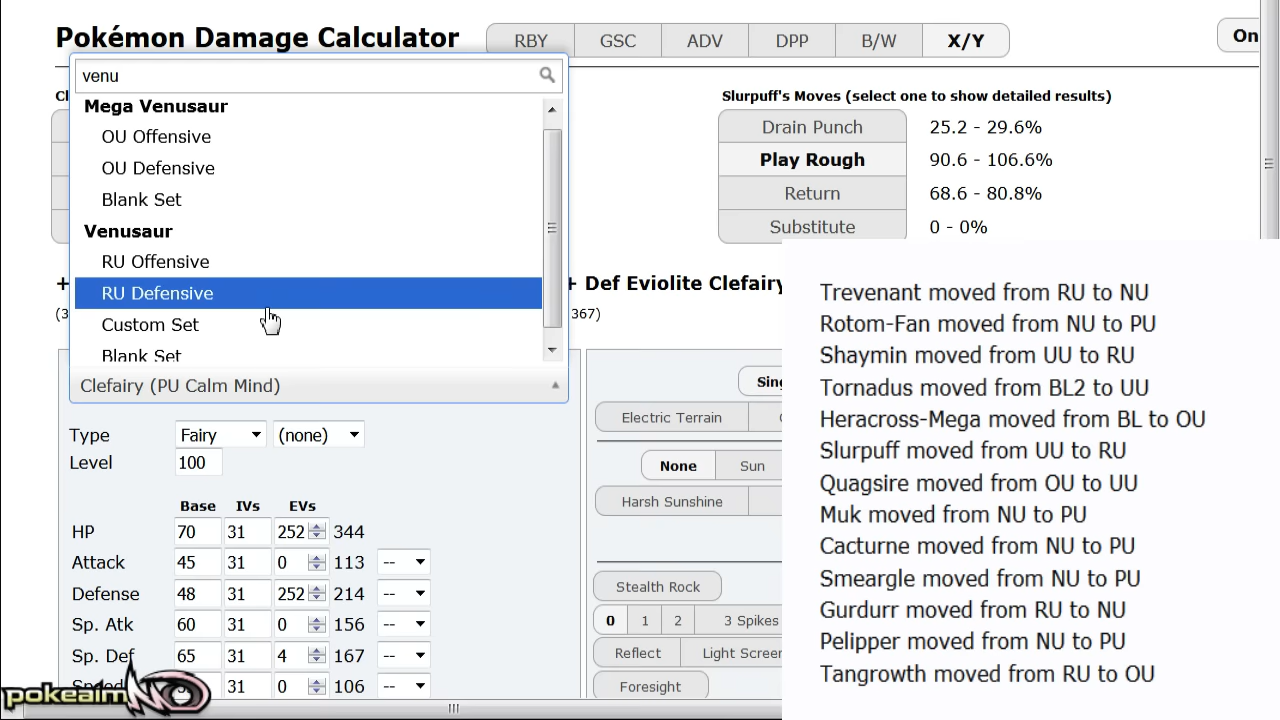 Pokémon Damage Calculator
RBY GSC ADV DPP B/W X/Y
On
venu
Mega Venusaur
OU Offensive
OU Defensive
Blank Set
Venusaur
RU Offensive
RU Defensive
Custom Set
Blank Set
Clefairy (PU Calm Mind)
Slurpuff's Moves (select one to show detailed results)
Drain Punch 25.2 - 29.6%
Play Rough 90.6 - 106.6%
Return 68.6 - 80.8%
Substitute 0 - 0%
+ Def Eviolite Clefairy
367)
Type Fairy (none)
Level 100
Base IVs EVs
HP 70 31 252 344
Attack 45 31 0 113 --
Defense 48 31 252 214 --
Sp. Atk 60 31 0 156 --
Sp. Def 65 31 4 167 --
31 0 106 --
Electric Terrain
None Sun
Harsh Sunshine
Stealth Rock
0 1 2 3 Spikes
Reflect Light Screen
Foresight
Trevenant moved from RU to NU
Rotom-Fan moved from NU to PU
Shaymin moved from UU to RU
Tornadus moved from BL2 to UU
Heracross-Mega moved from BL to OU
Slurpuff moved from UU to RU
Quagsire moved from OU to UU
Muk moved from NU to PU
Cacturne moved from NU to PU
Smeargle moved from NU to PU
Gurdurr moved from RU to NU
Pelipper moved from NU to PU
Tangrowth moved from RU to OU
pokeaimNO